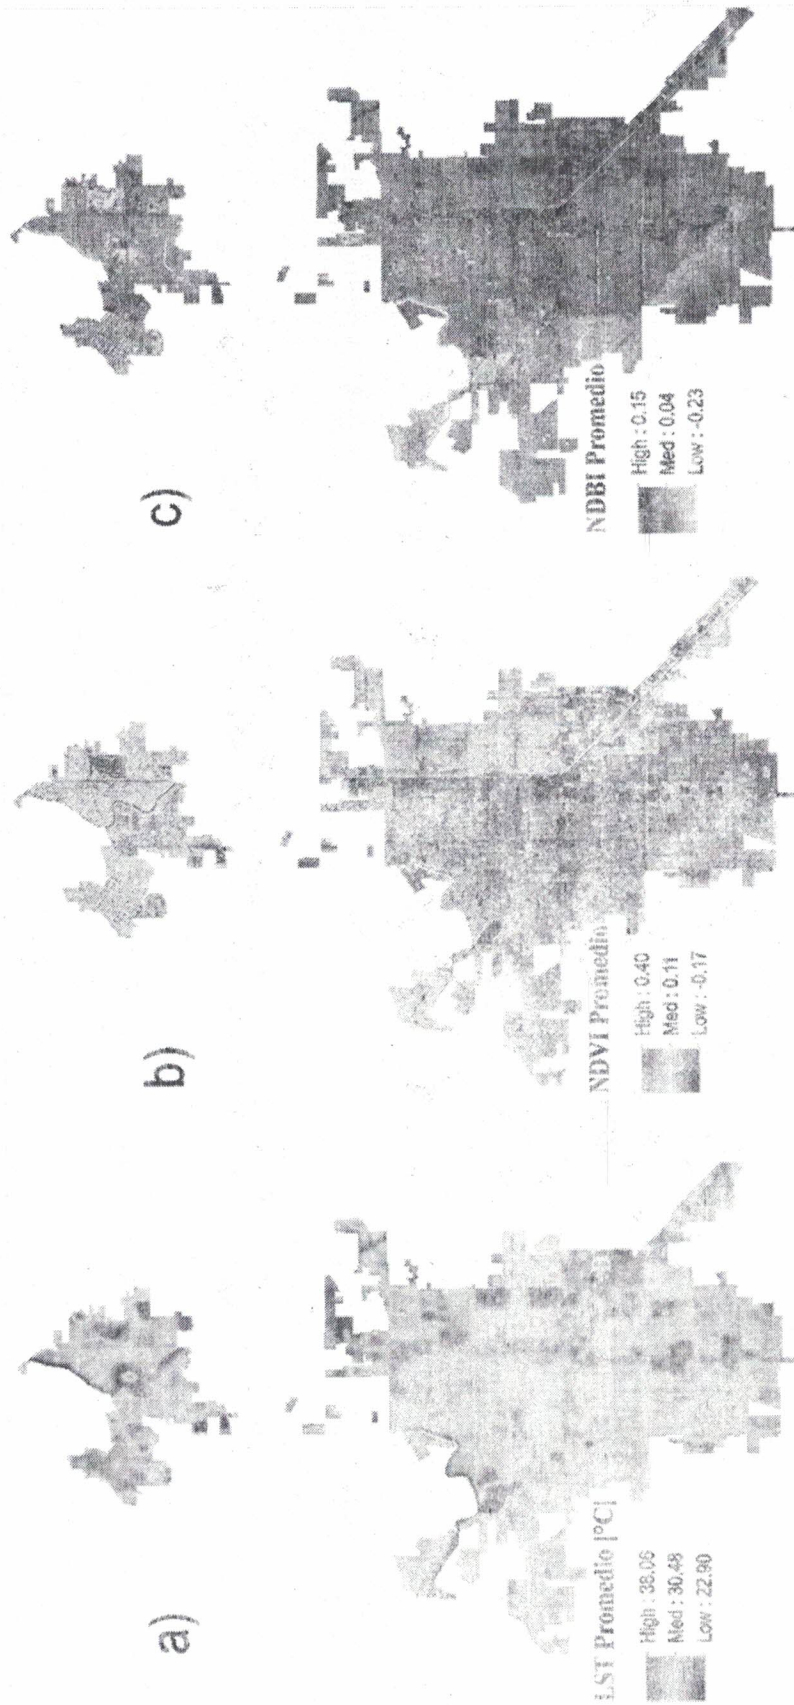 a)
LST Promedio [°C]
High : 38.06
Med : 30.48
Low : 22.90
b)
NDVI Promedio
High : 0.40
Med : 0.11
Low : -0.17
c)
NDBI Promedio
High : 0.15
Med : 0.04
Low : -0.23